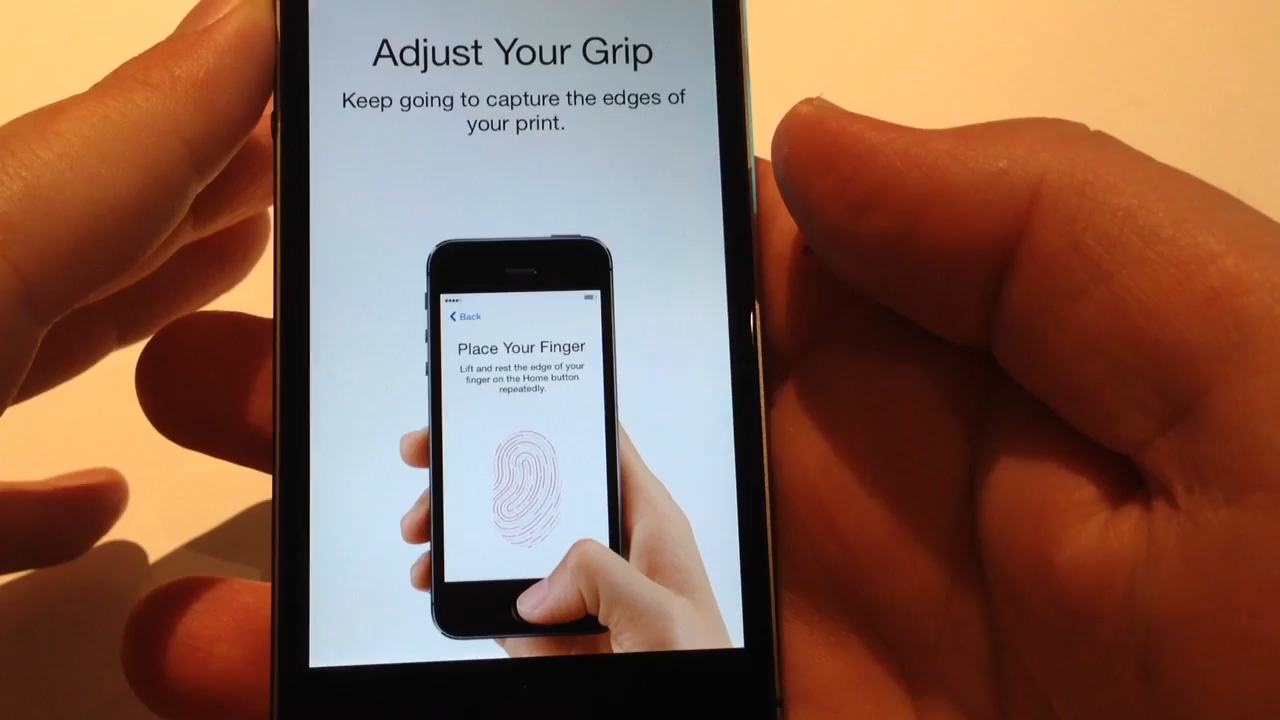 Adjust Your Grip
Keep going to capture the edges of
your print.
Back
Place Your Finger
Lift and rest the edge of your
finger on the Home button
repeatedly.